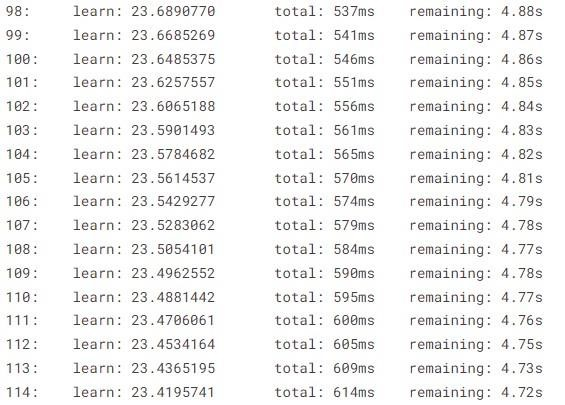 98: learn: 23.6890770 total: 537ms remaining: 4.88s
99: learn: 23.6685269 total: 541ms remaining: 4.87s
100: learn: 23.6485375 total: 546ms remaining: 4.86s
101: learn: 23.6257557 total: 551ms remaining: 4.85s
102: learn: 23.6065188 total: 556ms remaining: 4.84s
103: learn: 23.5901493 total: 561ms remaining: 4.83s
104: learn: 23.5784682 total: 565ms remaining: 4.82s
105: learn: 23.5614537 total: 570ms remaining: 4.81s
106: learn: 23.5429277 total: 574ms remaining: 4.79s
107: learn: 23.5283062 total: 579ms remaining: 4.78s
108: learn: 23.5054101 total: 584ms remaining: 4.77s
109: learn: 23.4962552 total: 590ms remaining: 4.78s
110: learn: 23.4881442 total: 595ms remaining: 4.77s
111: learn: 23.4706061 total: 600ms remaining: 4.76s
112: learn: 23.4534164 total: 605ms remaining: 4.75s
113: learn: 23.4365195 total: 609ms remaining: 4.73s
114: learn: 23.4195741 total: 614ms remaining: 4.72s